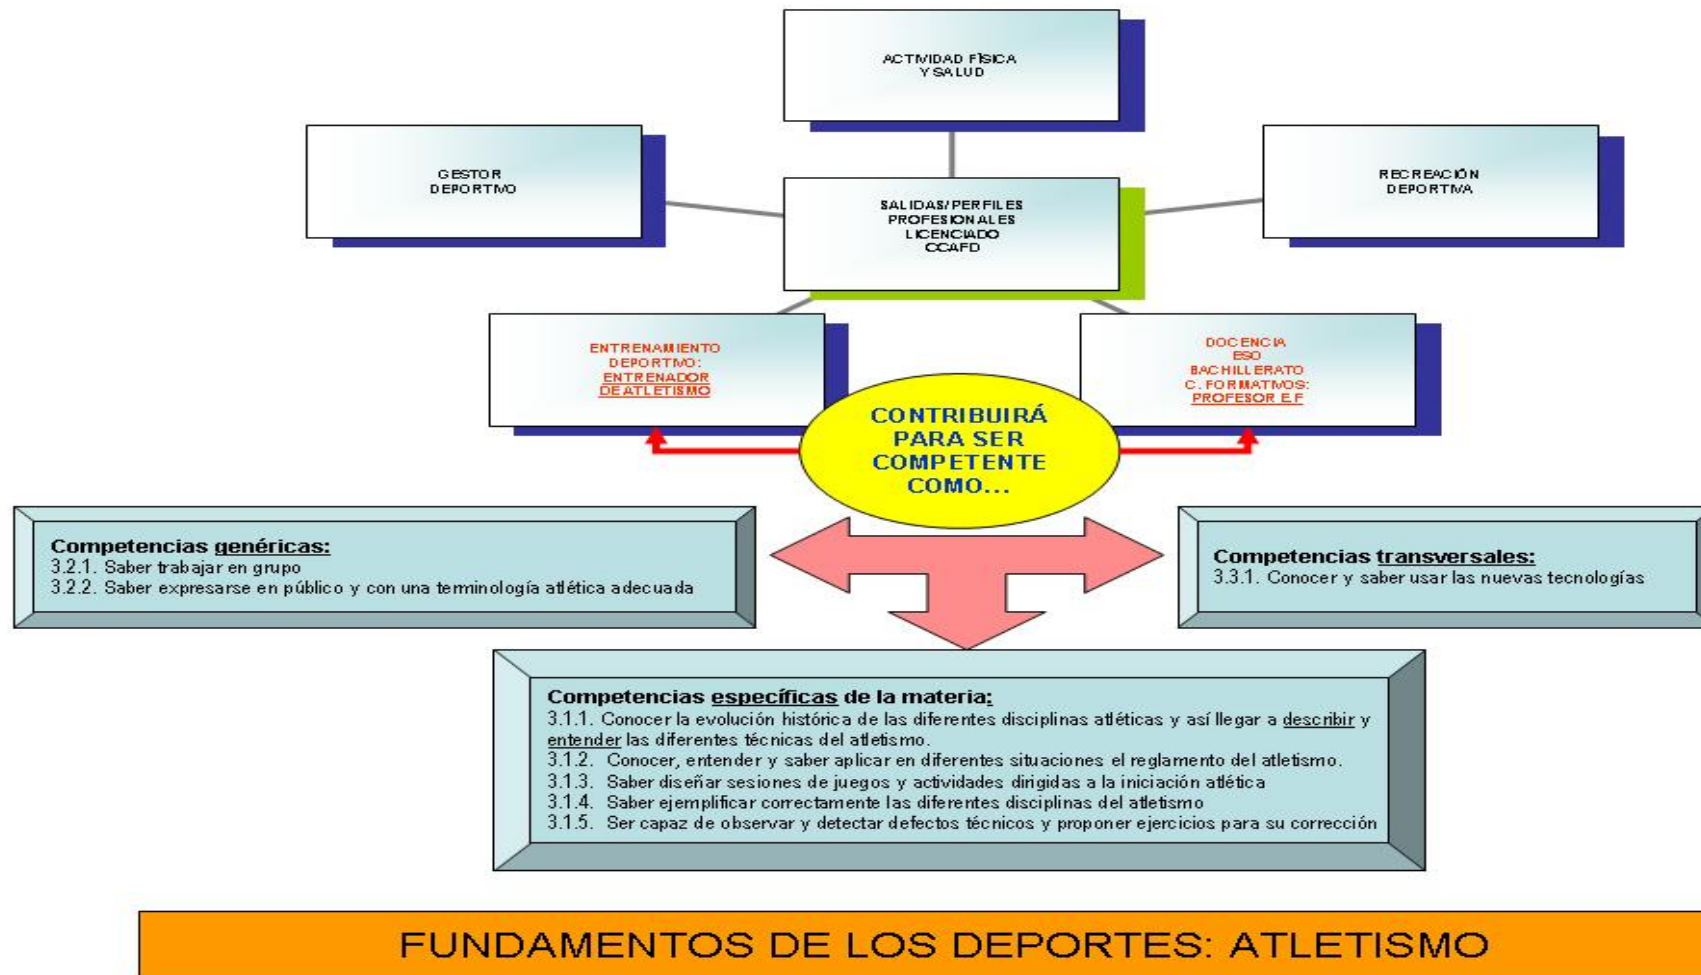 ACTIVIDAD FÍSICA
Y SALUD
GESTOR
DEPORTIVO
SALIDAS/PERFILES
PROFESIONALES
LICENCIADO
CCAFD
RECREACIÓN
DEPORTIVA
ENTRENAMIENTO
DEPORTIVO:
ENTRENADOR
DE ATLETISMO
DOCENCIA
ESO
BACHILLERATO
C. FORMATIVOS:
PROFESOR E.F
CONTRIBUIRÁ
PARA SER
COMPETENTE
COMO...
Competencias genéricas:
3.2.1. Saber trabajar en grupo
3.2.2. Saber expresarse en público y con una terminología atlética adecuada
Competencias transversales:
3.3.1. Conocer y saber usar las nuevas tecnologías
Competencias específicas de la materia:
3.1.1. Conocer la evolución histórica de las diferentes disciplinas atléticas y así llegar a describir y
entender las diferentes técnicas del atletismo.
3.1.2. Conocer, entender y saber aplicar en diferentes situaciones el reglamento del atletismo.
3.1.3. Saber diseñar sesiones de juegos y actividades dirigidas a la iniciación atlética
3.1.4. Saber ejemplificar correctamente las diferentes disciplinas del atletismo
3.1.5. Ser capaz de observar y detectar defectos técnicos y proponer ejercicios para su corrección
FUNDAMENTOS DE LOS DEPORTES: ATLETISMO